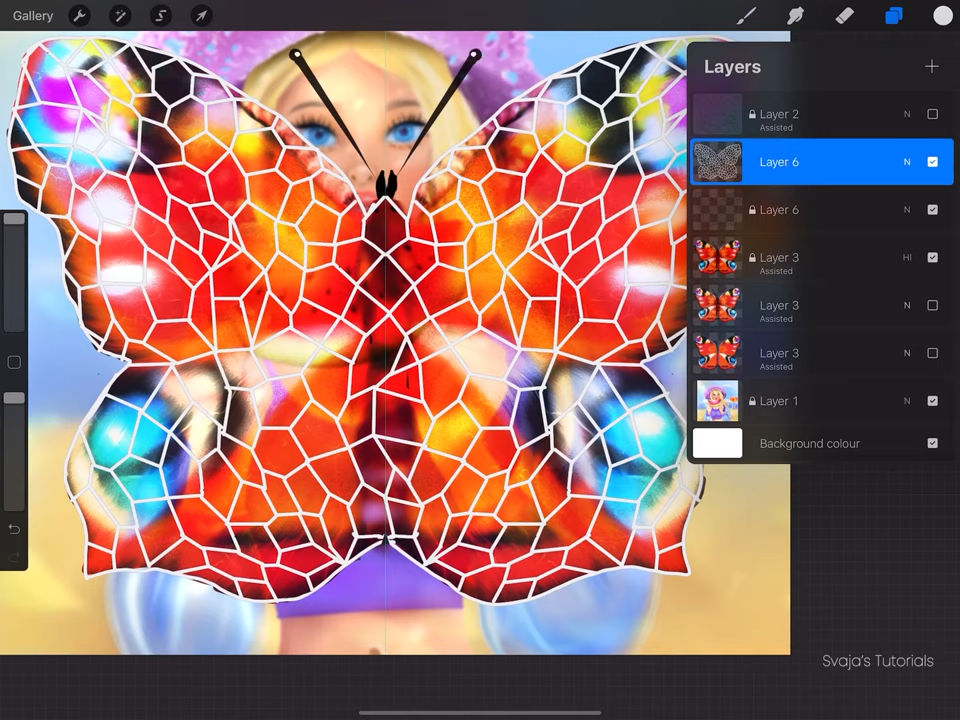 Gallery
Layers
Layer 2
N
Assisted
Layer 6
N
Layer 6
N
Layer 3
HI
Assisted
Layer 3
N
Assisted
Layer 3
N
Assisted
Layer 1
N
Background colour
Svaja's Tutorials